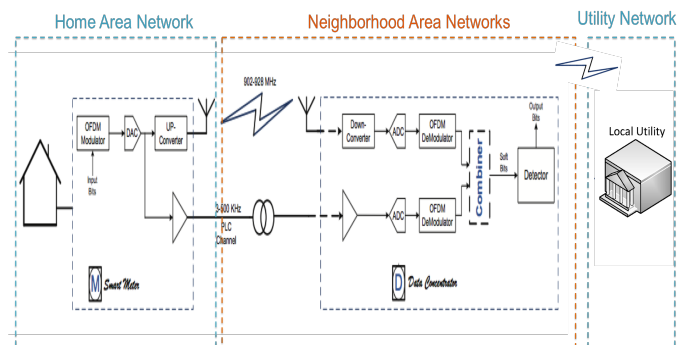 Home Area Network
Neighborhood Area Networks
Utility Network
902-928 MHz
OFDM
Modulator
DAC
UP-
Converter
Input
Bits
Down-
Converter
ADC
OFDM
DeModulator
Output
Bits
Combiner
Soft
Bits
Detector
Local Utility
-500 KHz
PLC
Channel
ADC
OFDM
DeModulator
M
Smart Meter
D
Data Concentrator